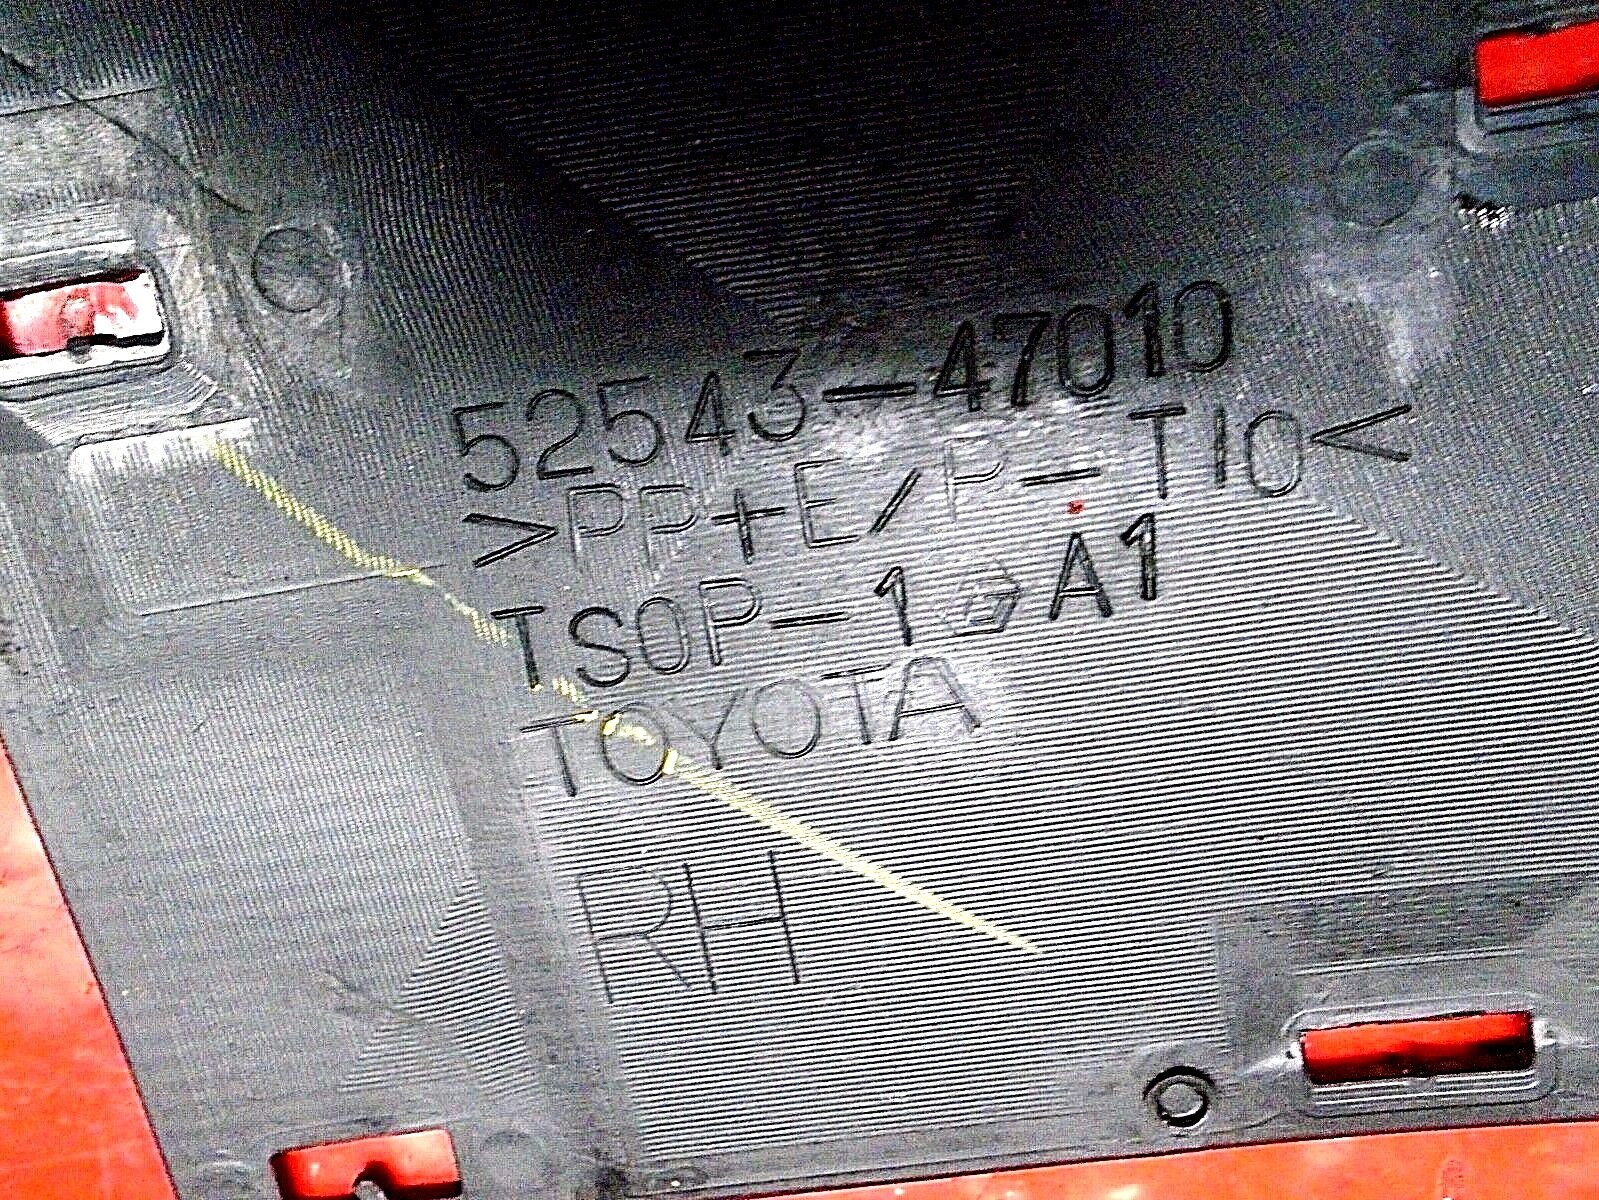 52543-47010
>PP+E/P-T10<
TSOP-1 A1
TOYOTA
RH